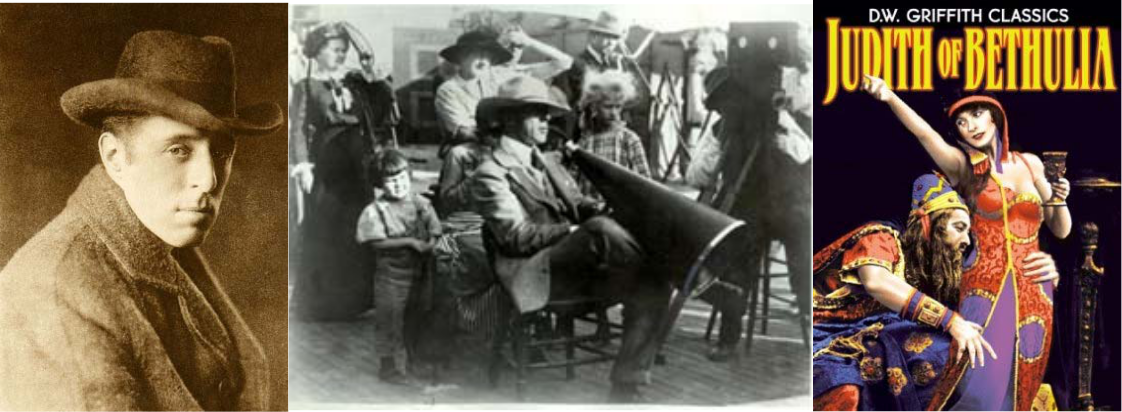 D.W. GRIFFITH CLASSICS
JUDITH OF BETHULIA